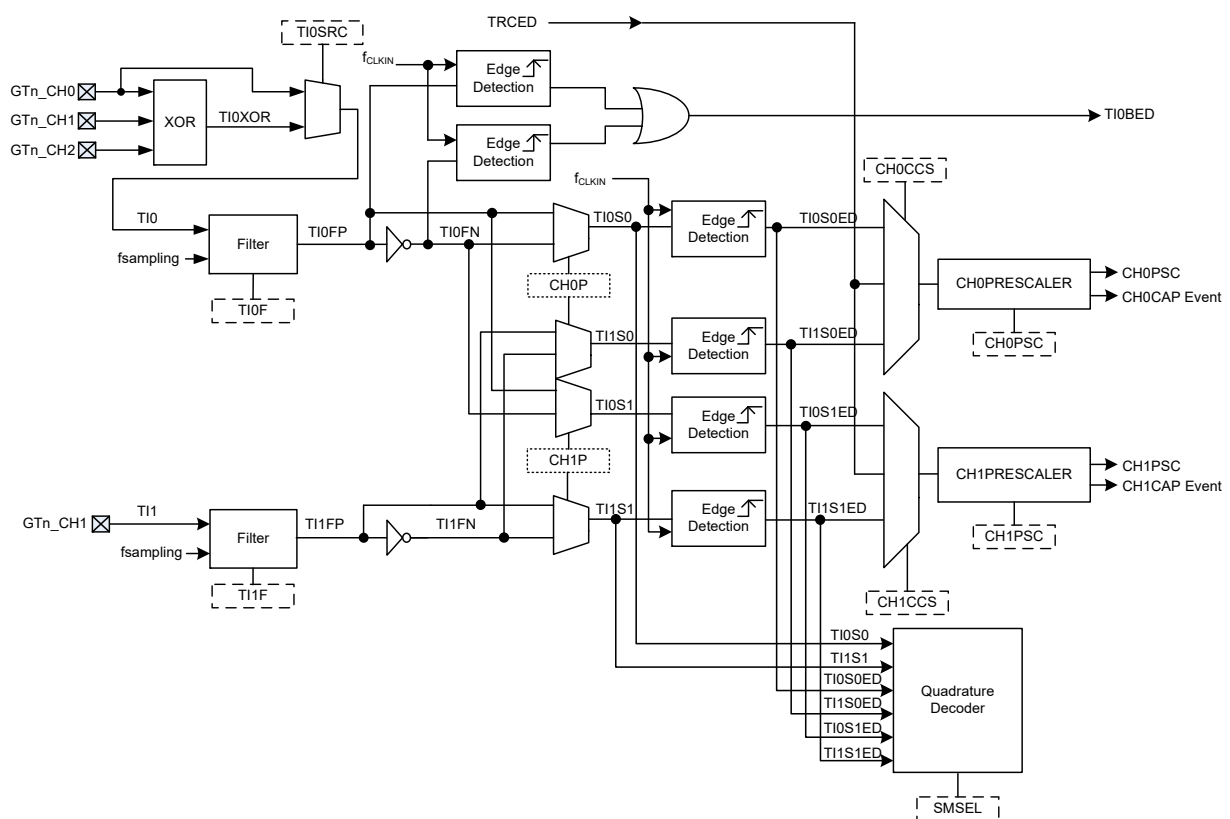 TRCED
TI0SRC
fCLKIN
Edge
Detection
GTn_CH0
GTn_CH1
GTn_CH2
XOR
TI0XOR
TI0BED
Edge
Detection
CH0CCS
fCLKIN
TI0
fsampling
Filter
TI0F
TI0FP
TI0FN
TI0S0
Edge
Detection
TI0S0ED
CH0P
CH0PRESCALER
CH0PSC
CH0CAP Event
CH0PSC
TI1S0
Edge
Detection
TI1S0ED
TI0S1
Edge
Detection
TI0S1ED
CH1P
CH1PRESCALER
CH1PSC
CH1CAP Event
CH1PSC
GTn_CH1
TI1
fsampling
Filter
TI1F
TI1FP
TI1FN
TI1S1
Edge
Detection
TI1S1ED
CH1CCS
TI0S0
TI1S1
TI0S0ED
TI1S0ED
TI0S1ED
TI1S1ED
Quadrature
Decoder
SMSEL